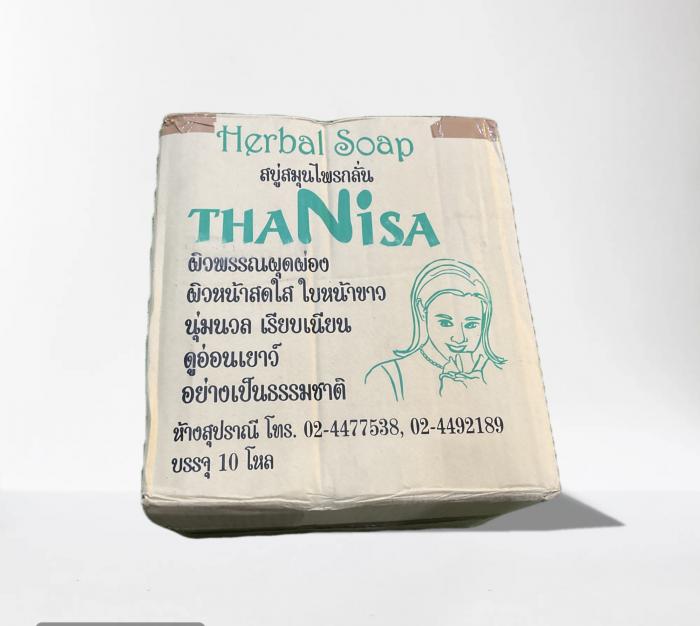 Herbal Soap
สบู่สมุนไพรกลั่น
THANiSA
ผิวพรรณผุดผ่อง
ผิวหน้าสดใส ใบหน้าขาว
นุ่มนวล เรียบเนียน
ดูอ่อนเยาว์
อย่างเป็นธรรมชาติ
ห้างสุปราณี โทร. 02-4477538, 02-4492189
บรรจุ 10 โหล